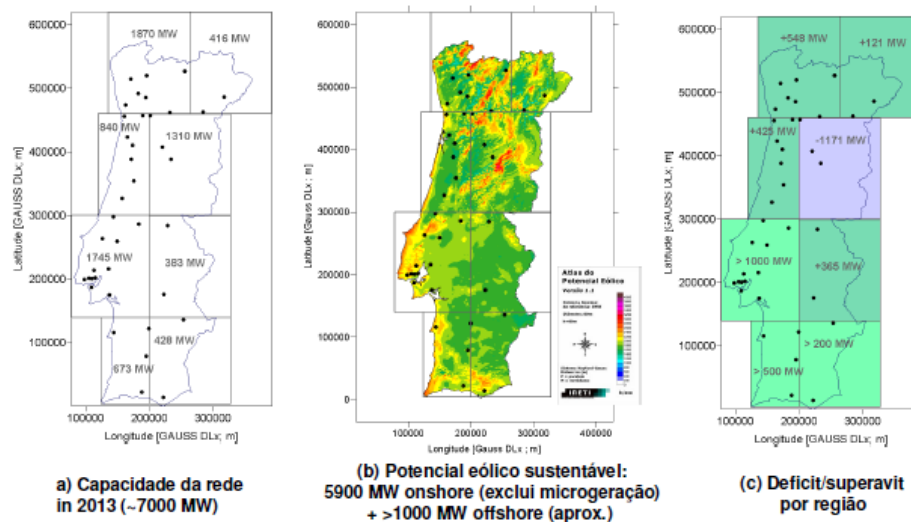 600000
500000
400000
300000
200000
100000
0
Latitude [GAUSS DLx; m]
1870 MW
416 MW
840 MW
1310 MW
1745 MW
383 MW
428 MW
673 MW
100000 200000 300000
Longitude [GAUSS DLx; m]
a) Capacidade da rede
in 2013 (~7000 MW)
600000
500000
400000
300000
200000
100000
0
Latitude [Gauss DLx ; m]
Atlas do
Potencial Eólico
INETI
100000 200000 300000 400000
Longitude [GAUSS DLx; m]
(b) Potencial eólico sustentável:
5900 MW onshore (exclui microgeração)
+ >1000 MW offshore (aprox.)
600000
500000
400000
300000
200000
100000
0
Latitude [GAUSS DLx ; m]
+548 MW
+121 MW
+425 MW
-1171 MW
> 1000 MW
+365 MW
> 200 MW
> 500 MW
100000 200000 300000
Longitude [GAUSS DLx; m]
(c) Deficit/superavit
por região